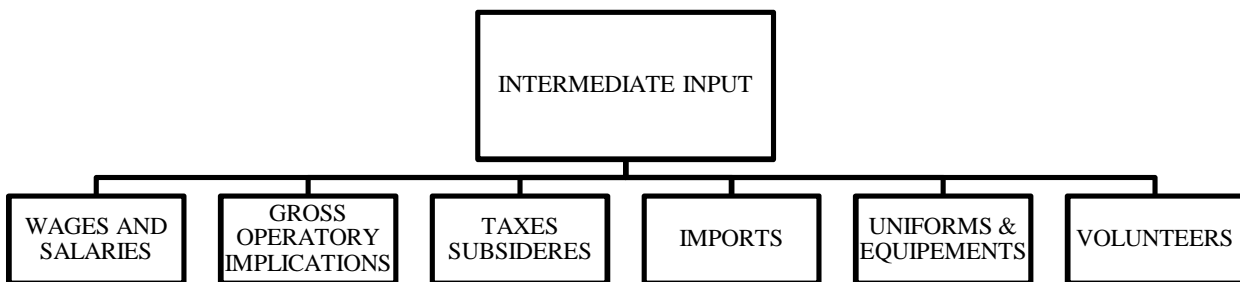 INTERMEDIATE INPUT
WAGES AND
SALARIES
GROSS
OPERATORY
IMPLICATIONS
TAXES
SUBSIDERES
IMPORTS
UNIFORMS &
EQUIPEMENTS
VOLUNTEERS